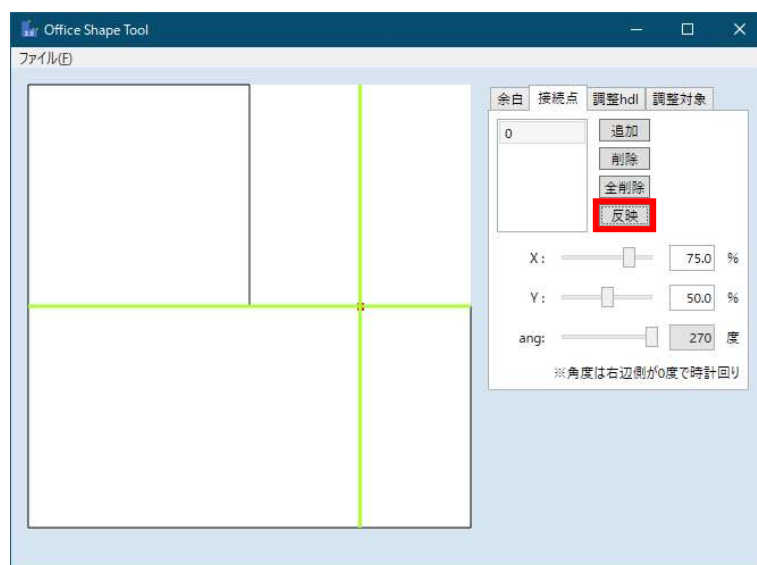 Office Shape Tool
ファイル(F)
余白 接続点 調整hdl 調整対象
0
追加
削除
全削除
反映
X: 75.0 %
Y: 50.0 %
ang: 270 度
※角度は右辺側が0度で時計回り